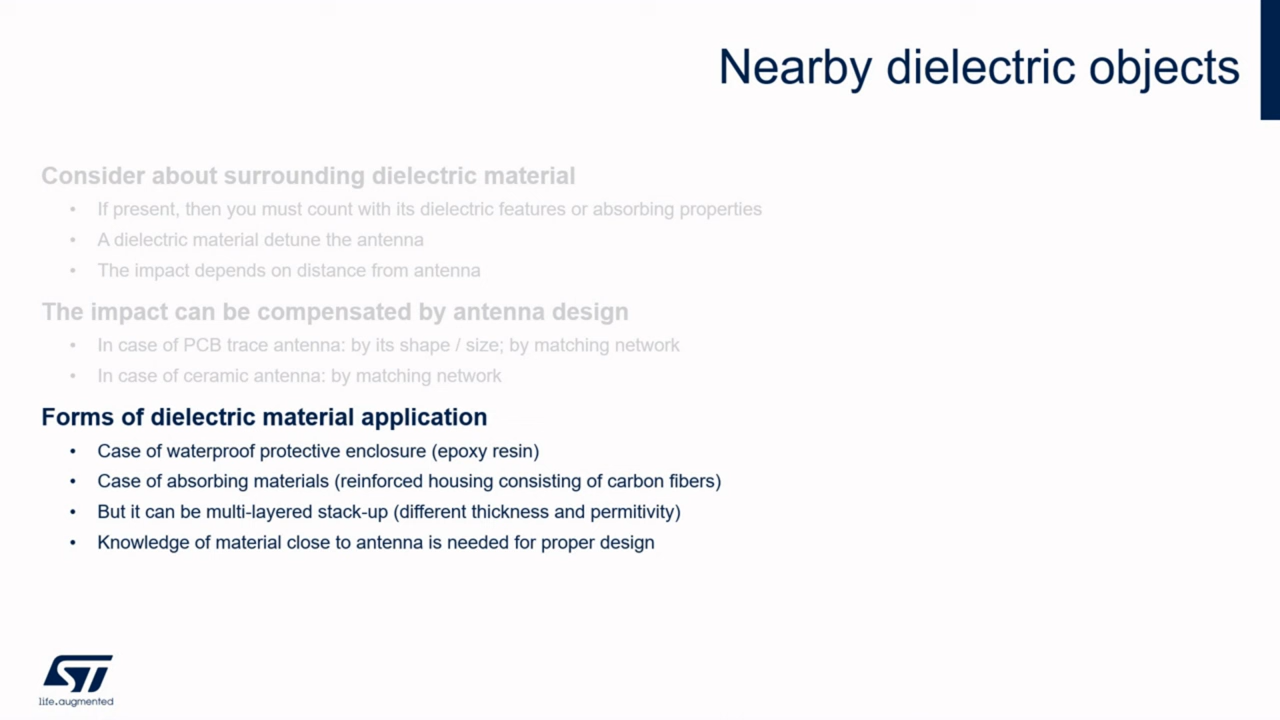 Nearby dielectric objects
Consider about surrounding dielectric material
• If present, then you must count with its dielectric features or absorbing properties
• A dielectric material detune the antenna
• The impact depends on distance from antenna
The impact can be compensated by antenna design
• In case of PCB trace antenna: by its shape / size; by matching network
• In case of ceramic antenna: by matching network
Forms of dielectric material application
• Case of waterproof protective enclosure (epoxy resin)
• Case of absorbing materials (reinforced housing consisting of carbon fibers)
• But it can be multi-layered stack-up (different thickness and permitivity)
• Knowledge of material close to antenna is needed for proper design
ST
life.augmented